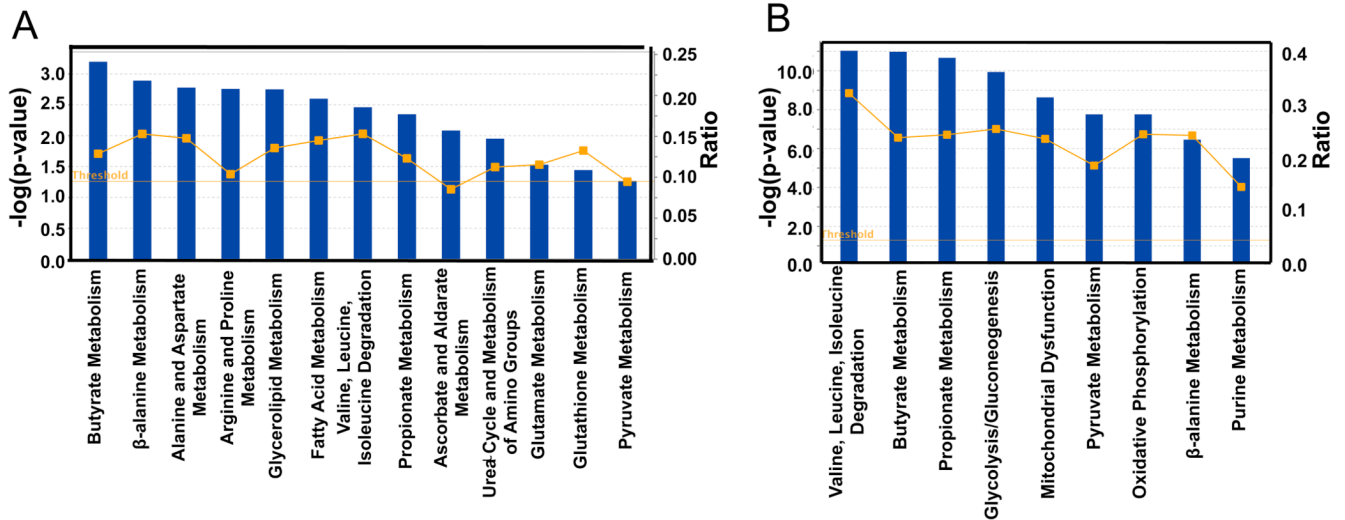 A
-log(p-value)
3.0
2.5
2.0
1.5
1.0
0.5
0.0
Threshold
0.25
0.20
0.15
0.10
0.05
0.00
Ratio
Butyrate Metabolism
β-alanine Metabolism
Alanine and Aspartate
Metabolism
Arginine and Proline
Metabolism
Glycerolipid Metabolism
Fatty Acid Metabolism
Valine, Leucine,
Isoleucine Degradation
Propionate Metabolism
Ascorbate and Aldarate
Metabolism
Urea-Cycle and Metabolism
of Amino Groups
Glutamate Metabolism
Glutathione Metabolism
Pyruvate Metabolism
B
-log(p-value)
10.0
8.0
6.0
4.0
2.0
0.0
Threshold
0.4
0.3
0.2
0.1
0.0
Ratio
Valine, Leucine, Isoleucine
Degradation
Butyrate Metabolism
Propionate Metabolism
Glycolysis/Gluconeogenesis
Mitochondrial Dysfunction
Pyruvate Metabolism
Oxidative Phosphorylation
β-alanine Metabolism
Purine Metabolism